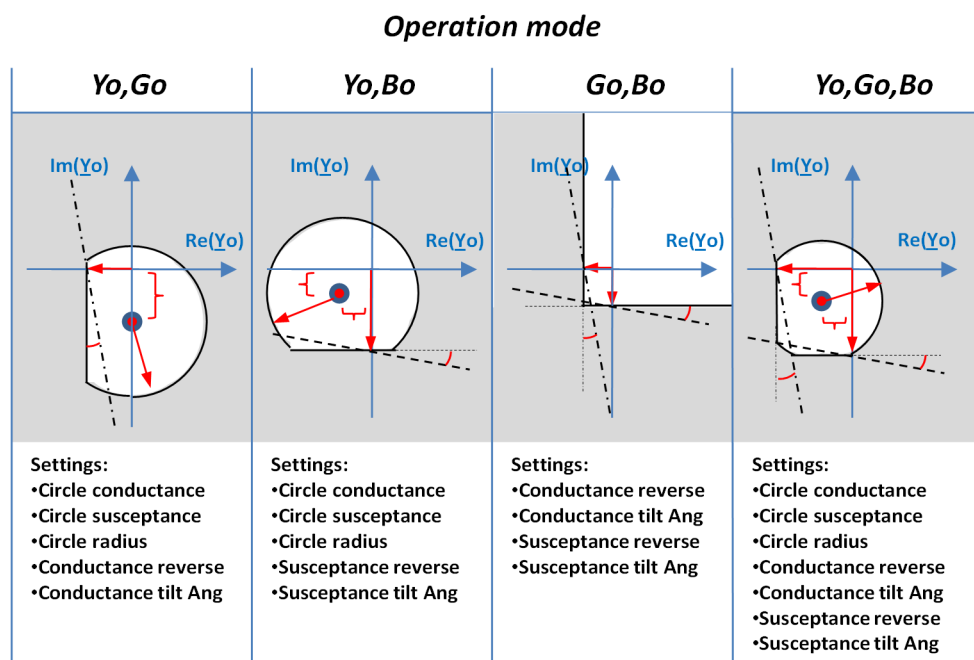 Operation mode
Yo,Go
Yo,Bo
Go,Bo
Yo,Go,Bo
Im(Yo)
Re(Yo)
Im(Yo)
Re(Yo)
Im(Yo)
Re(Yo)
Im(Yo)
Re(Yo)
Settings:
•Circle conductance
•Circle susceptance
•Circle radius
•Conductance reverse
•Conductance tilt Ang
Settings:
•Circle conductance
•Circle susceptance
•Circle radius
•Susceptance reverse
•Susceptance tilt Ang
Settings:
•Conductance reverse
•Conductance tilt Ang
•Susceptance reverse
•Susceptance tilt Ang
Settings:
•Circle conductance
•Circle susceptance
•Circle radius
•Conductance reverse
•Conductance tilt Ang
•Susceptance reverse
•Susceptance tilt Ang